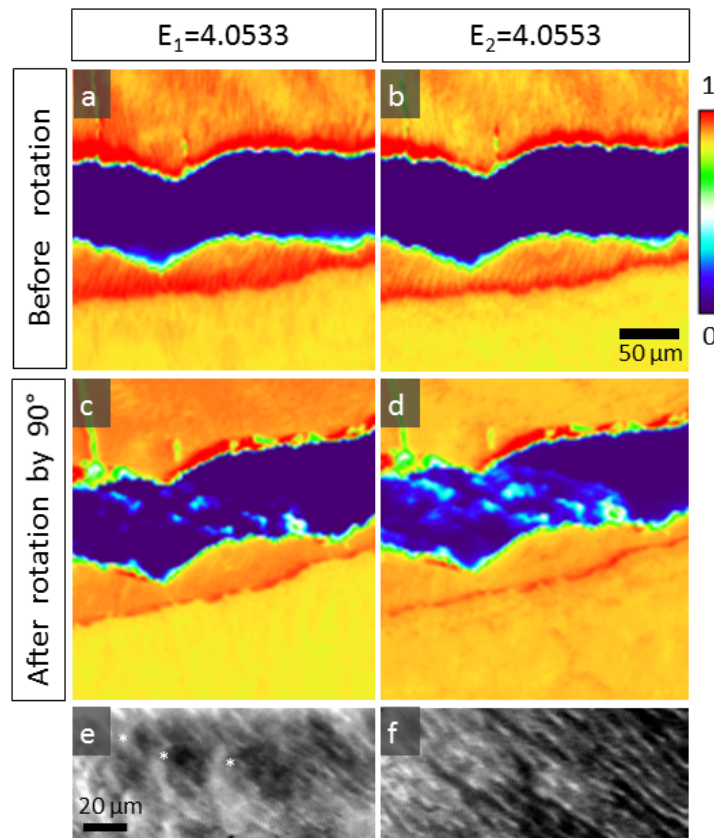 E₁=4.0533
E₂=4.0553
Before rotation
a
b
1
0
50 µm
After rotation by 90°
c
d
e
* * *
20 µm
f